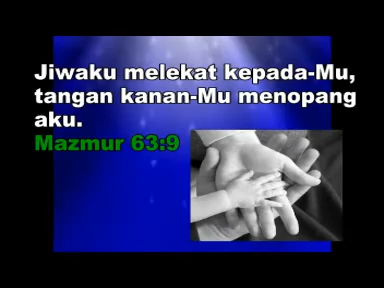 Jiwaku melekat kepada-Mu,
tangan kanan-Mu menopang
aku.
Mazmur 63:9